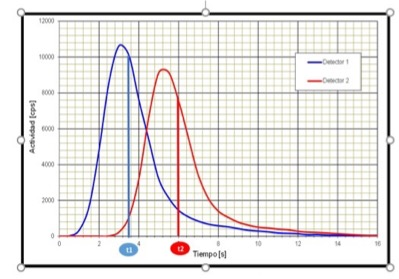 12000
10000
8000
6000
4000
2000
0
Actividad [cps]
Detector 1
Detector 2
0 2 4 6 8 10 12 14 16
t1
t2
Tiempo [s]